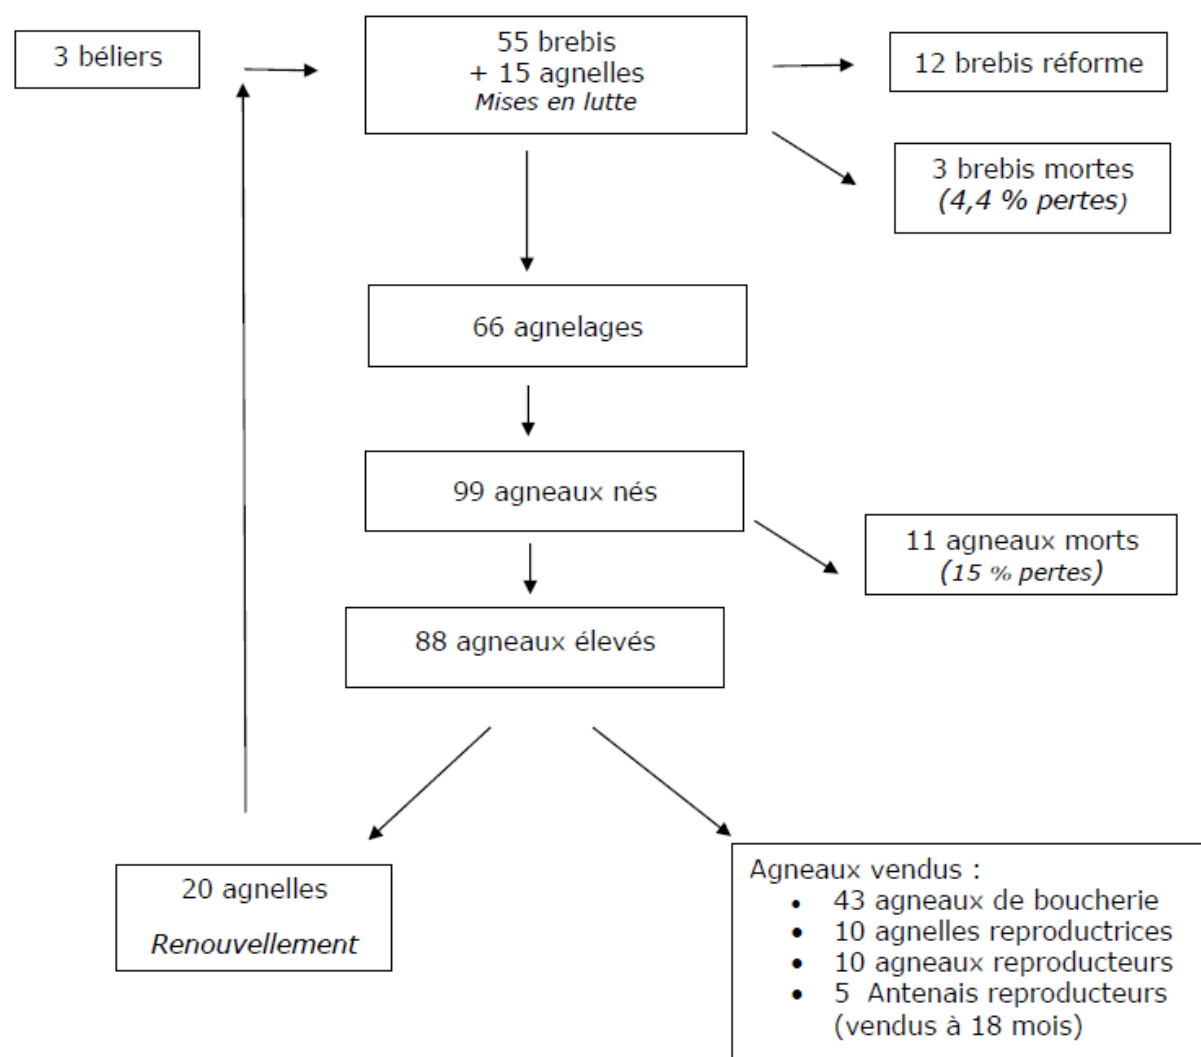 3 béliers
55 brebis
+ 15 agnelles
Mises en lutte
12 brebis réforme
3 brebis mortes
(4,4 % pertes)
66 agnelages
99 agneaux nés
11 agneaux morts
(15 % pertes)
88 agneaux élevés
20 agnelles
Renouvellement
Agneaux vendus :
• 43 agneaux de boucherie
• 10 agnelles reproductrices
• 10 agneaux reproducteurs
• 5 Antenais reproducteurs
(vendus à 18 mois)